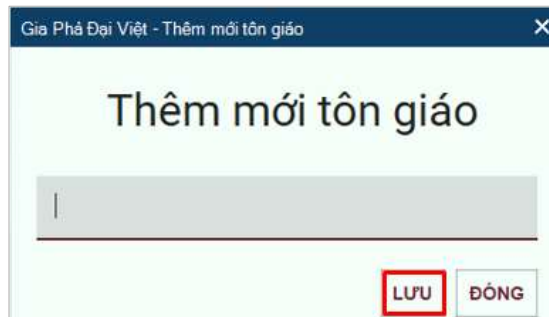 Gia Phả Đại Việt - Thêm mới tôn giáo
Thêm mới tôn giáo
LƯU ĐÓNG